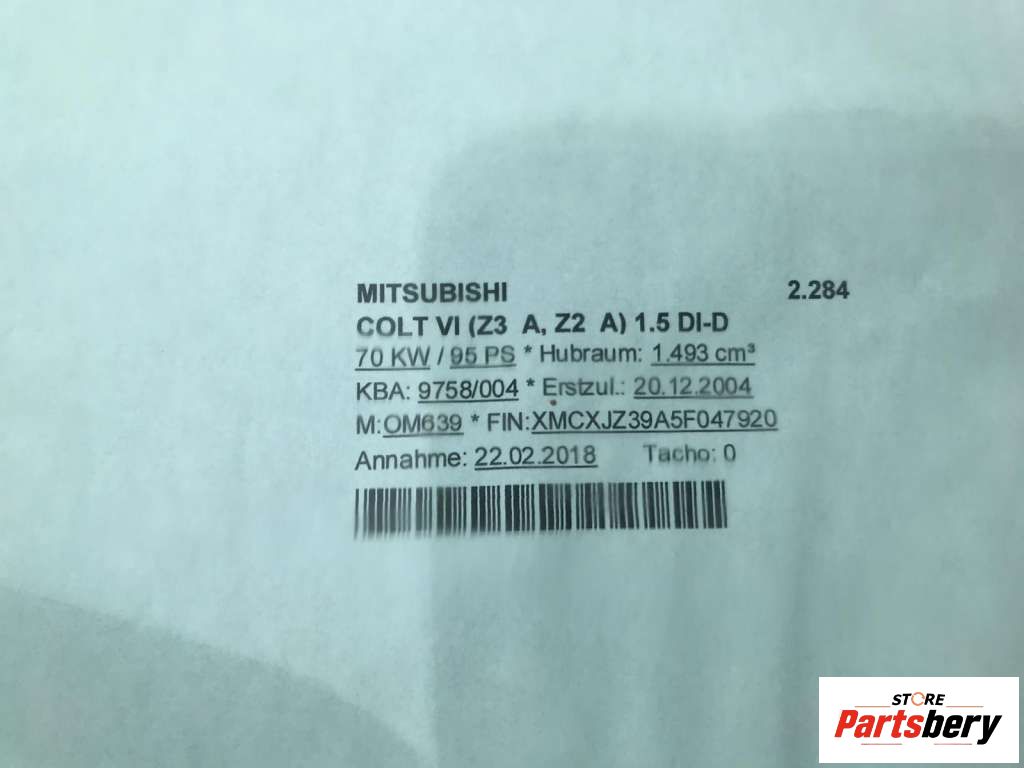 MITSUBISHI 2.284
COLT VI (Z3 A, Z2 A) 1.5 DI-D
70 KW / 95 PS * Hubraum: 1.493 cm³
KBA: 9758/004 * Erstzul.: 20.12.2004
M:OM639 * FIN:XMCXJZ39A5F047920
Annahme: 22.02.2018 Tacho: 0
STORE
Partsbery